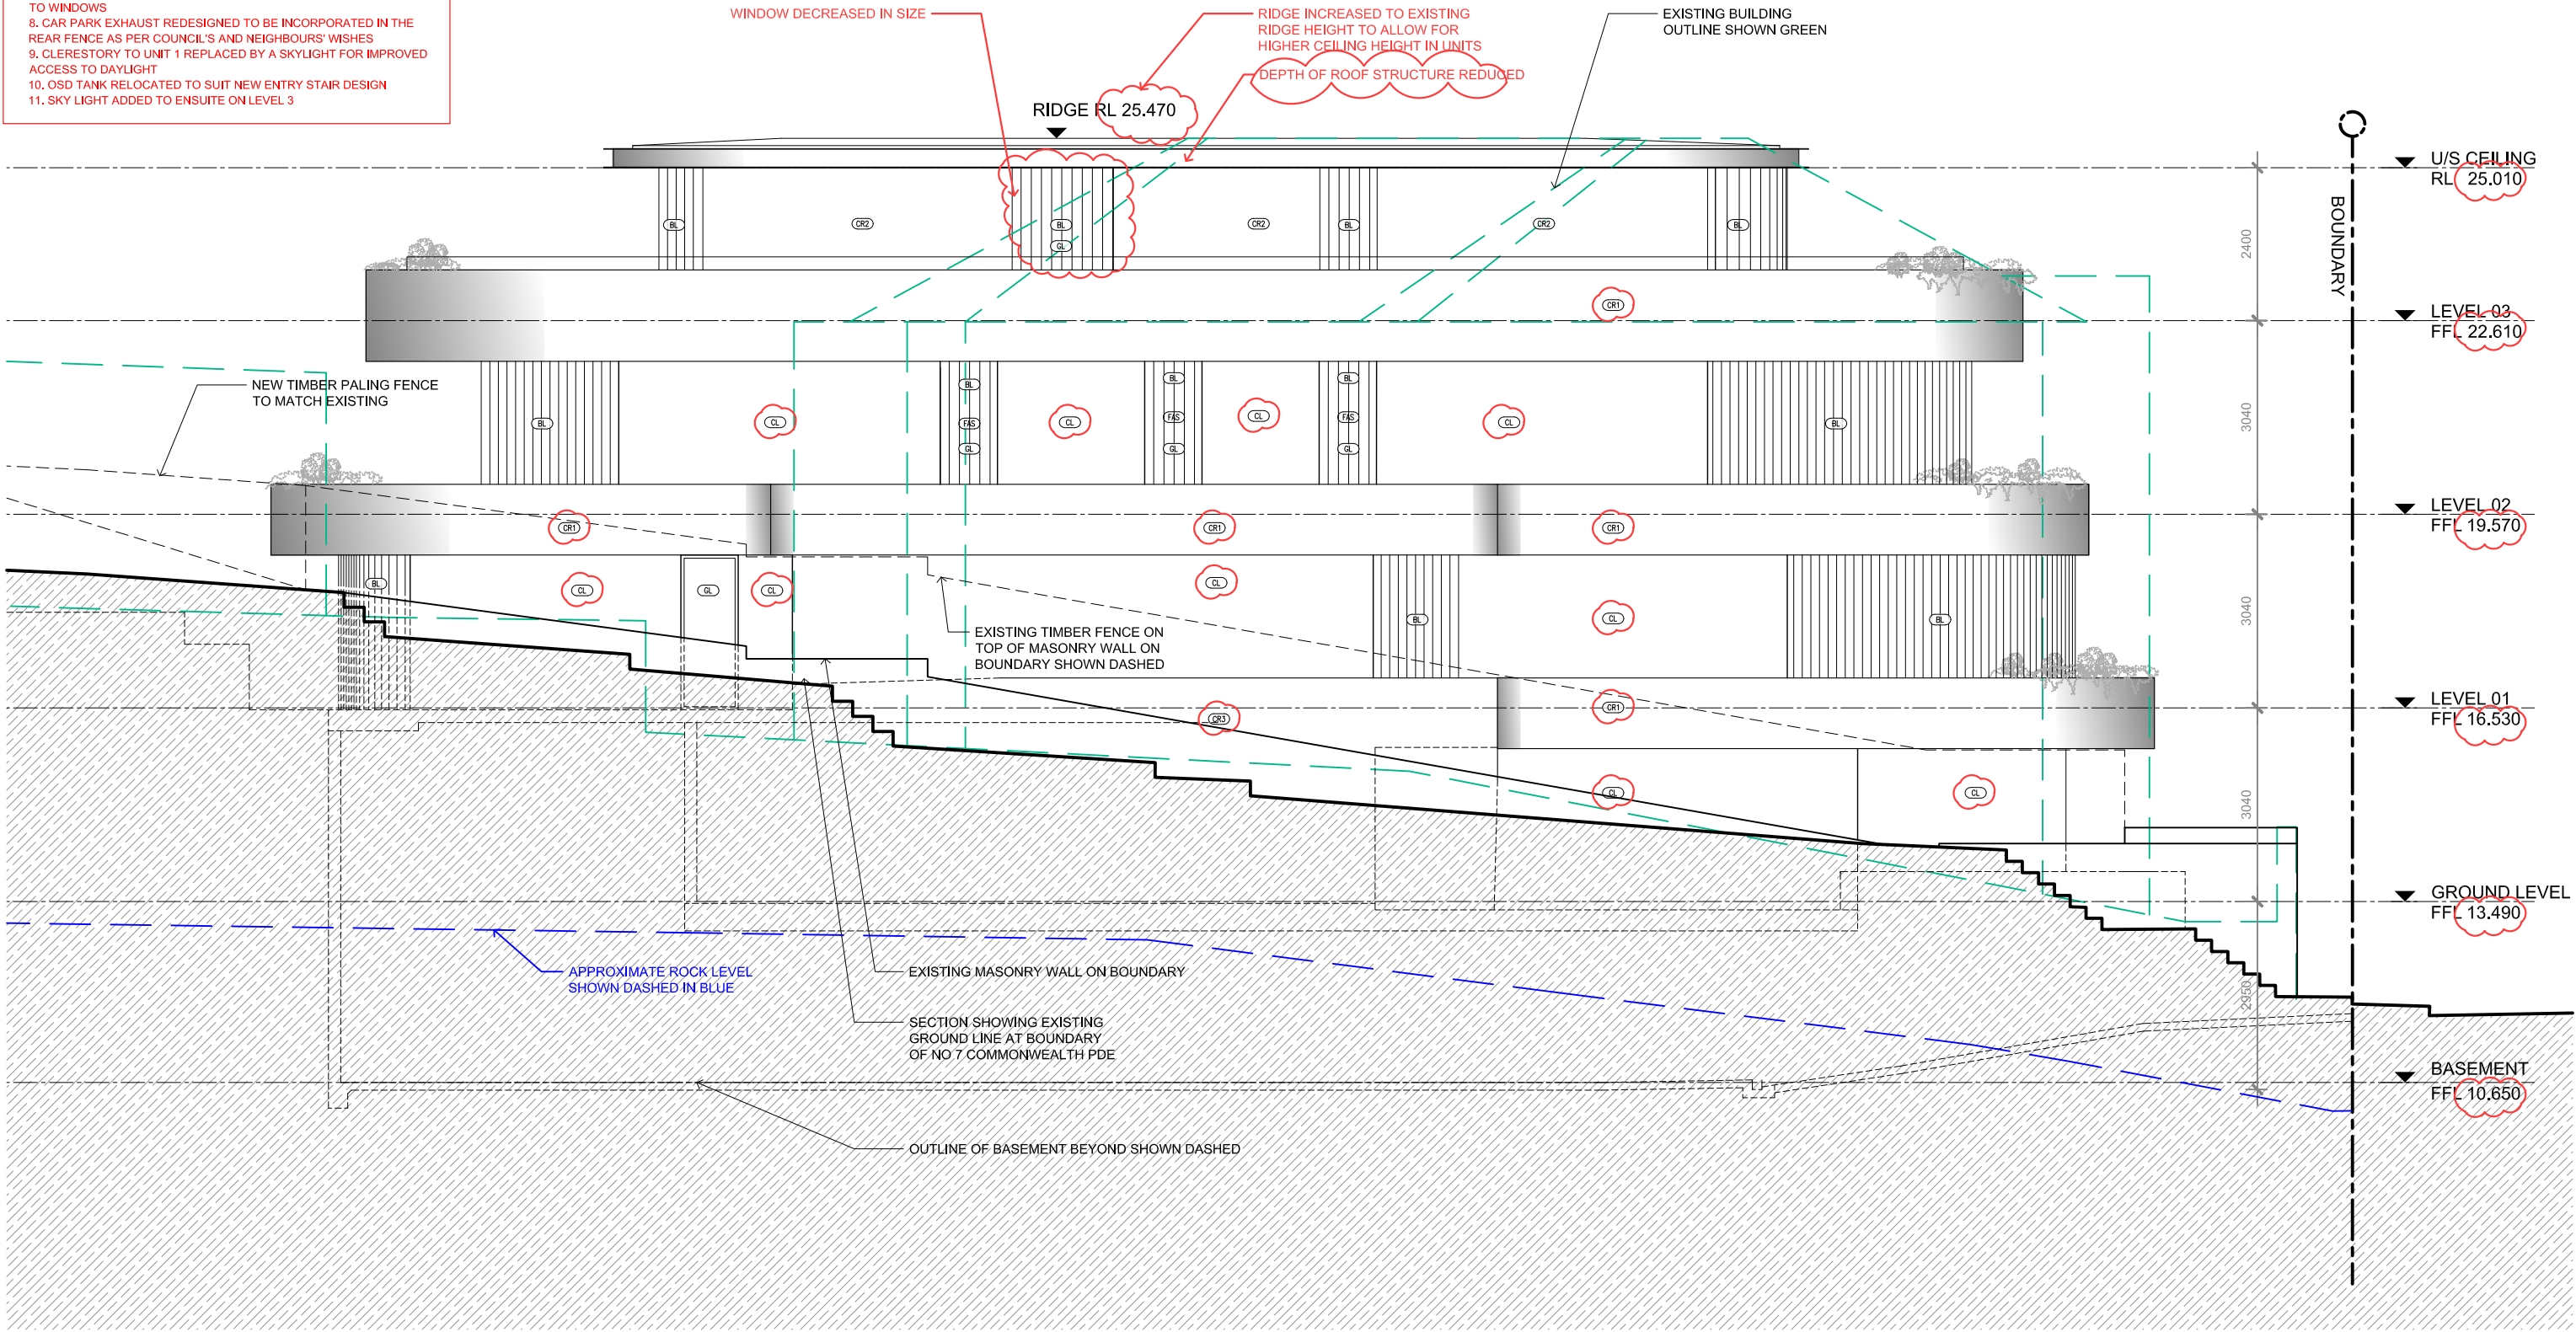 TO WINDOWS
8. CAR PARK EXHAUST REDESIGNED TO BE INCORPORATED IN THE
REAR FENCE AS PER COUNCIL'S AND NEIGHBOURS' WISHES
9. CLERESTORY TO UNIT 1 REPLACED BY A SKYLIGHT FOR IMPROVED
ACCESS TO DAYLIGHT
10. OSD TANK RELOCATED TO SUIT NEW ENTRY STAIR DESIGN
11. SKY LIGHT ADDED TO ENSUITE ON LEVEL 3
WINDOW DECREASED IN SIZE
RIDGE INCREASED TO EXISTING
RIDGE HEIGHT TO ALLOW FOR
HIGHER CEILING HEIGHT IN UNITS
DEPTH OF ROOF STRUCTURE REDUCED
EXISTING BUILDING
OUTLINE SHOWN GREEN
RIDGE RL 25.470
U/S CEILING
RL 25.010
BOUNDARY
BL
CR2
BL
GL
CR2
BL
CR2
BL
2400
CR1
LEVEL 03
FFL 22.610
NEW TIMBER PALING FENCE
TO MATCH EXISTING
BL
CL
BL
FAS
GL
CL
BL
FAS
GL
CL
BL
FAS
GL
CL
BL
3040
CR1
CR1
CR1
LEVEL 02
FFL 19.570
BL
CL
GL
CL
CL
BL
CL
BL
3040
EXISTING TIMBER FENCE ON
TOP OF MASONRY WALL ON
BOUNDARY SHOWN DASHED
CR3
CR1
LEVEL 01
FFL 16.530
CL
CL
3040
GROUND LEVEL
FFL 13.490
APPROXIMATE ROCK LEVEL
SHOWN DASHED IN BLUE
EXISTING MASONRY WALL ON BOUNDARY
2950
SECTION SHOWING EXISTING
GROUND LINE AT BOUNDARY
OF NO 7 COMMONWEALTH PDE
BASEMENT
FFL 10.650
OUTLINE OF BASEMENT BEYOND SHOWN DASHED